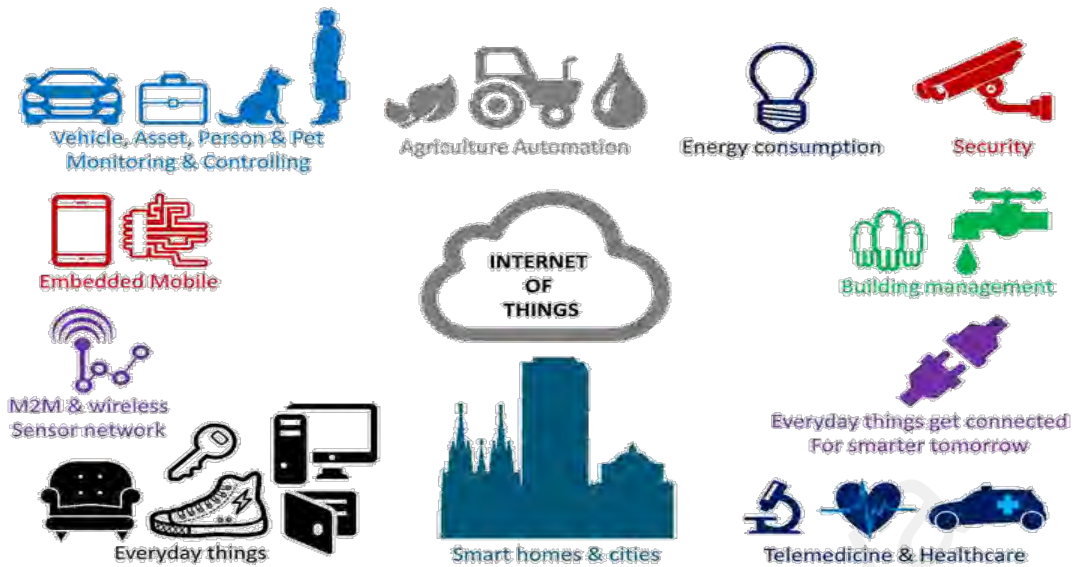 Vehicle, Asset, Person & Pet
Monitoring & Controlling
Agriculture Automation
Energy consumption
Security
Embedded Mobile
INTERNET
OF
THINGS
Building management
M2M & wireless
Sensor network
Everyday things get connected
For smarter tomorrow
Everyday things
Smart homes & cities
Telemedicine & Healthcare